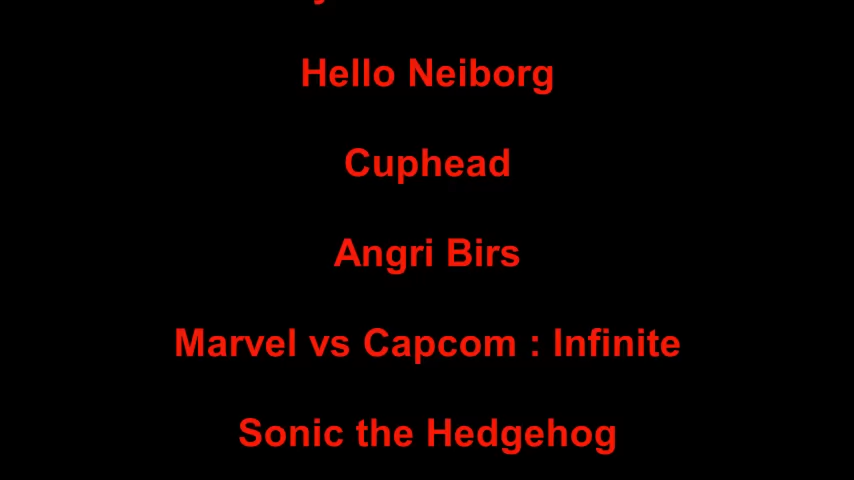 Hello Neiborg
Cuphead
Angri Birs
Marvel vs Capcom : Infinite
Sonic the Hedgehog